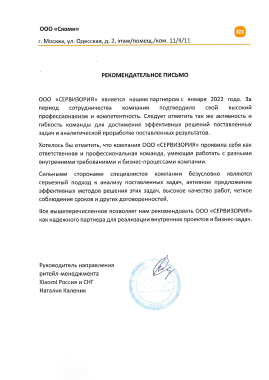 ООО «Сяоми»
г. Москва, ул. Одесская, д. 2, этаж/помещ./ком. 11/II/11
РЕКОМЕНДАТЕЛЬНОЕ ПИСЬМО
ООО «СЕРВИЗОРИЯ» является нашим партнером с января 2022 года. За
период сотрудничества компания подтвердила свой высокий
профессионализм и компетентность. Следует отметить так же активность и
гибкость команды для достижения эффективных решений поставленных
задач и аналитической проработке поставленных результатов.
Хотелось бы отметить, что компания ООО «СЕРВИЗОРИЯ» проявила себя как
ответственная и профессиональная команда, умеющая работать с разными
внутренними требованиями и бизнес-процессами компании.
Сильными сторонами специалистов компании безусловно являются
серьезный подход к анализу поставленных задач, активное предложение
эффективных методов решения этих задач, высокое качество работ, четкое
соблюдение сроков и других договоренностей.
Все вышеперечисленное позволяет нам рекомендовать ООО «СЕРВИЗОРИЯ»
как надежного партнера для реализации внутренних проектов и бизнес-задач.
Руководитель направления
ритейл-менеджмента
Xiaomi Россия и СНГ
Наталия Каленик